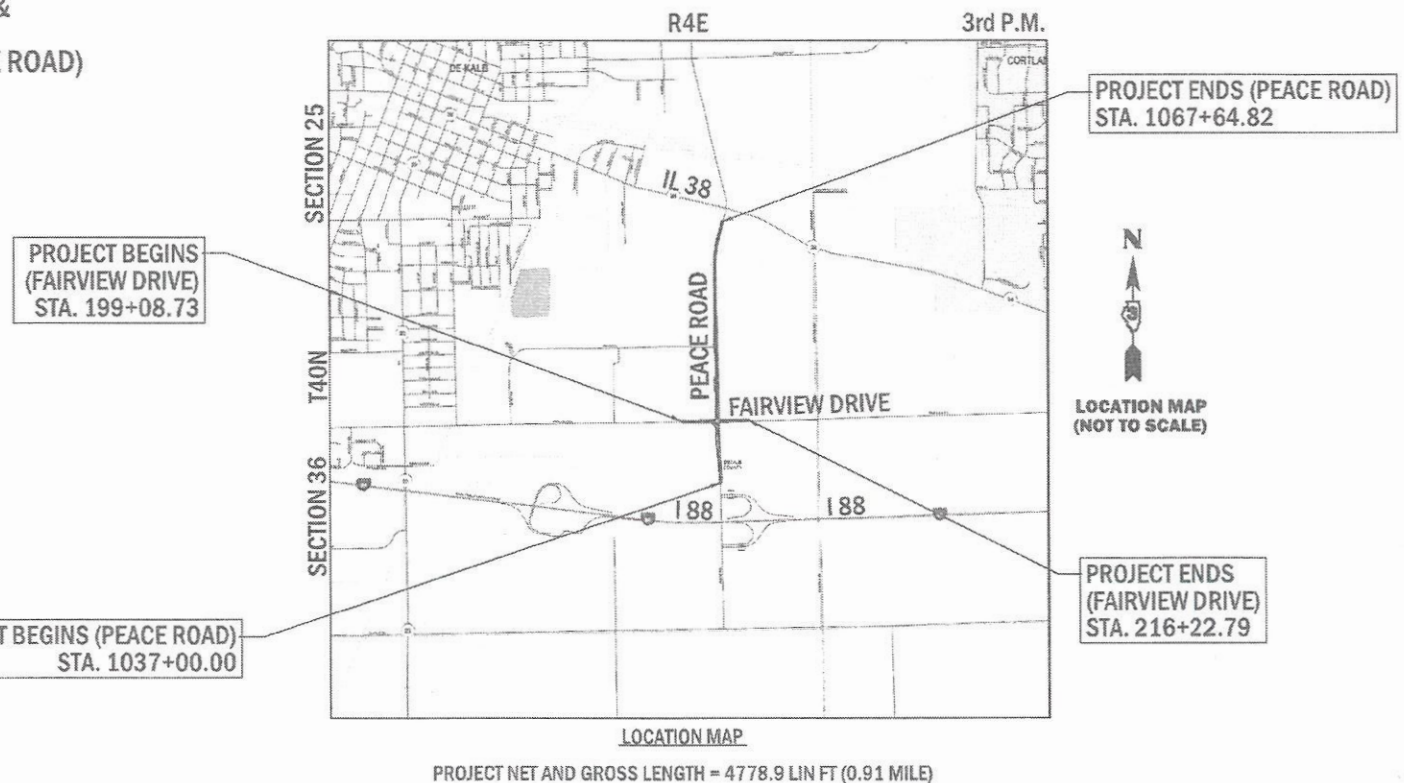 &
ROAD)
R4E
3rd P.M.
DE KALB
SECTION 25
IL 38
PROJECT ENDS (PEACE ROAD)
STA. 1067+64.82
PROJECT BEGINS
(FAIRVIEW DRIVE)
STA. 199+08.73
PEACE ROAD
N
3
T40N
FAIRVIEW DRIVE
LOCATION MAP
(NOT TO SCALE)
SECTION 36
I 88
I 88
PROJECT ENDS
(FAIRVIEW DRIVE)
STA. 216+22.79
T BEGINS (PEACE ROAD)
STA. 1037+00.00
LOCATION MAP
PROJECT NET AND GROSS LENGTH = 4778.9 LIN FT (0.91 MILE)